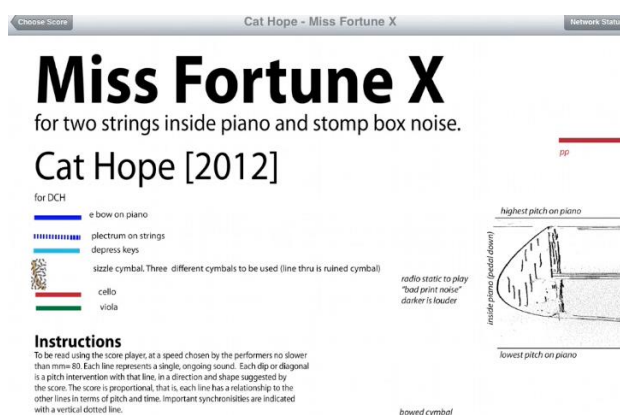 Choose Score
Cat Hope - Miss Fortune X
Network Statu
Miss Fortune X
for two strings inside piano and stomp box noise.
Cat Hope [2012]
for DCH
e bow on piano
plectrum on strings
depress keys
sizzle cymbal. Three different cymbals to be used (line thru is ruined cymbal)
cello
viola
Instructions
To be read using the score player, at a speed chosen by the performers no slower
than mm= 80. Each line represents a single, ongoing sound. Each dip or diagonal
is a pitch intervention with that line, in a direction and shape suggested by
the score. The score is proportional, that is, each line has a relationship to the
other lines in terms of pitch and time. Important synchronisities are indicated
with a vertical dotted line.
radio static to play
"bad print noise"
darker is louder
bowed cymbal
pp
highest pitch on piano
inside piano (pedal down)
lowest pitch on piano